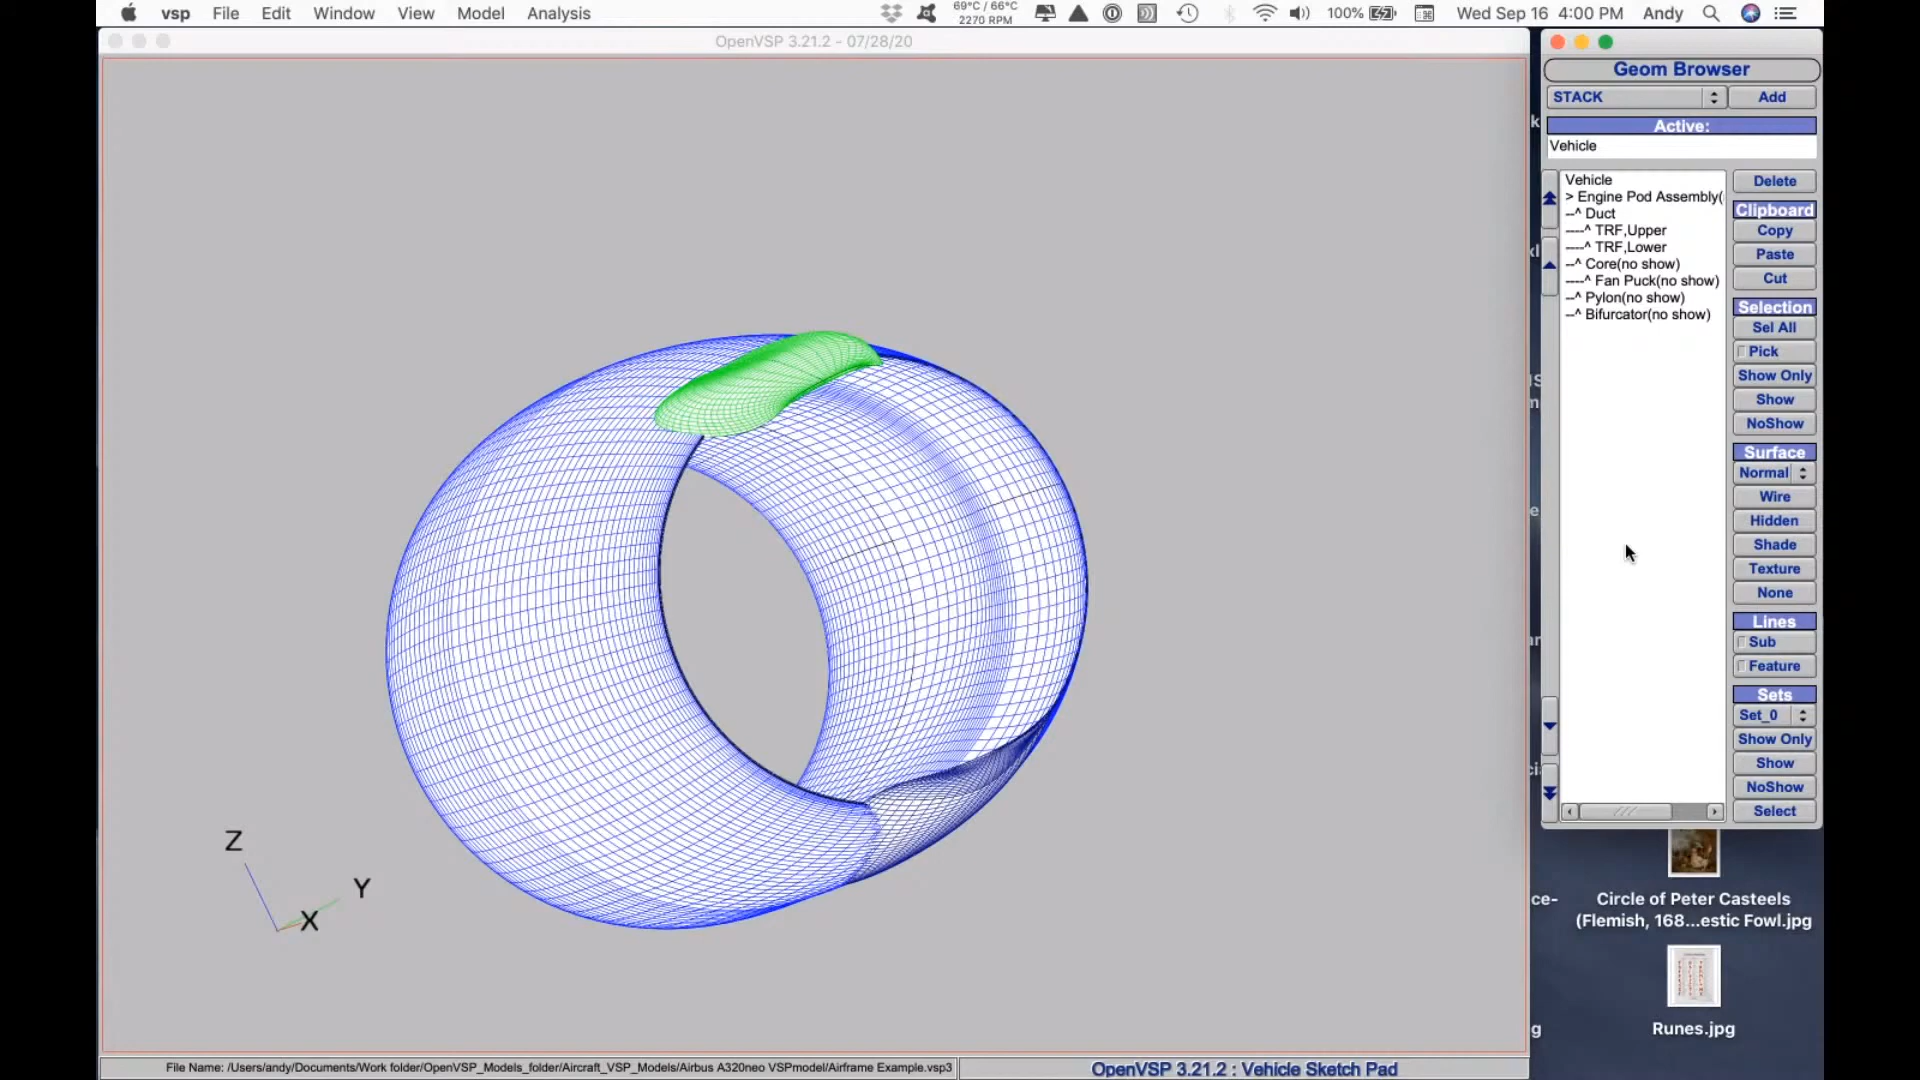 vsp File Edit Window View Model Analysis
69°C / 66°C
2270 RPM
100%
Wed Sep 16 4:00 PM Andy
OpenVSP 3.21.2 - 07/28/20
Geom Browser
STACK Add
Active:
Vehicle
Vehicle
> Engine Pod Assembly(
--^ Duct
----^ TRF,Upper
----^ TRF,Lower
--^ Core(no show)
----^ Fan Puck(no show)
--^ Pylon(no show)
--^ Bifurcator(no show)
Delete
Clipboard
Copy
Paste
Cut
Selection
Sel All
Pick
Show Only
Show
NoShow
Surface
Normal
Wire
Hidden
Shade
Texture
None
Lines
Sub
Feature
Sets
Set_0
Show Only
Show
NoShow
Select
Z
Y
X
ce-
Circle of Peter Casteels
(Flemish, 168...estic Fowl.jpg
g
Runes.jpg
File Name: /Users/andy/Documents/Work folder/OpenVSP_Models_folder/Aircraft_VSP_Models/Airbus A320neo VSPmodel/Airframe Example.vsp3
OpenVSP 3.21.2 : Vehicle Sketch Pad